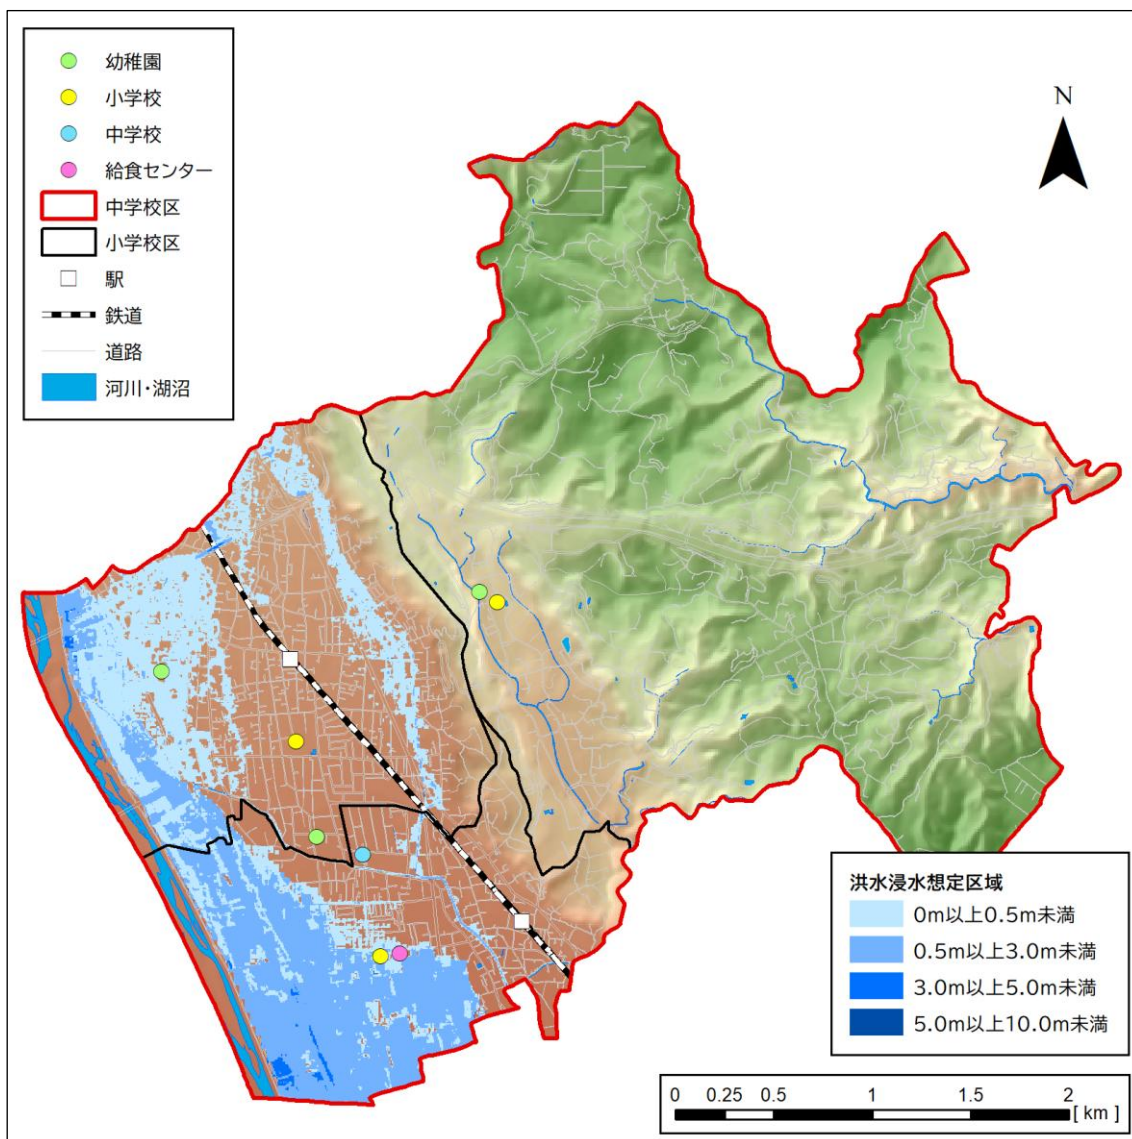 幼稚園
小学校
中学校
給食センター
中学校区
小学校区
駅
鉄道
道路
河川・湖沼
N
洪水浸水想定区域
0m以上0.5m未満
0.5m以上3.0m未満
3.0m以上5.0m未満
5.0m以上10.0m未満
0 0.25 0.5 1 1.5 2
[ km ]